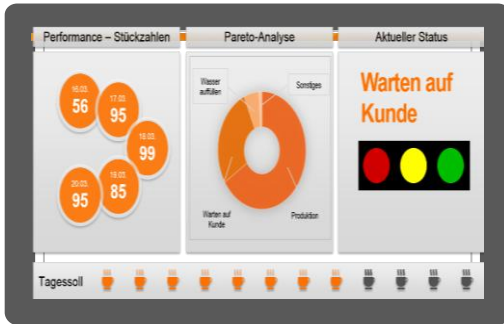 Performance – Stückzahlen
Pareto-Analyse
Aktueller Status
16.03.
56
17.03.
95
18.03.
99
19.03.
85
20.03.
95
Wasser
auffüllen
Sonstiges
Warten auf
Kunde
Produktion
Warten auf
Kunde
Tagessoll